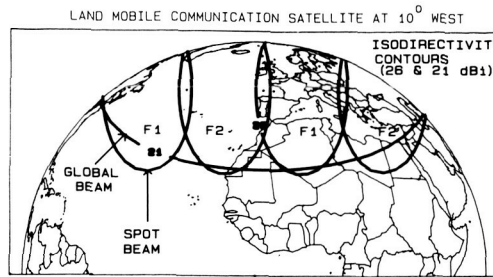 LAND MOBILE COMMUNICATION SATELLITE AT 10° WEST
ISODIRECTIVIT
CONTOURS
(26 & 21 dBi)
F1
F2
F1
F2
21
GLOBAL
BEAM
SPOT
BEAM